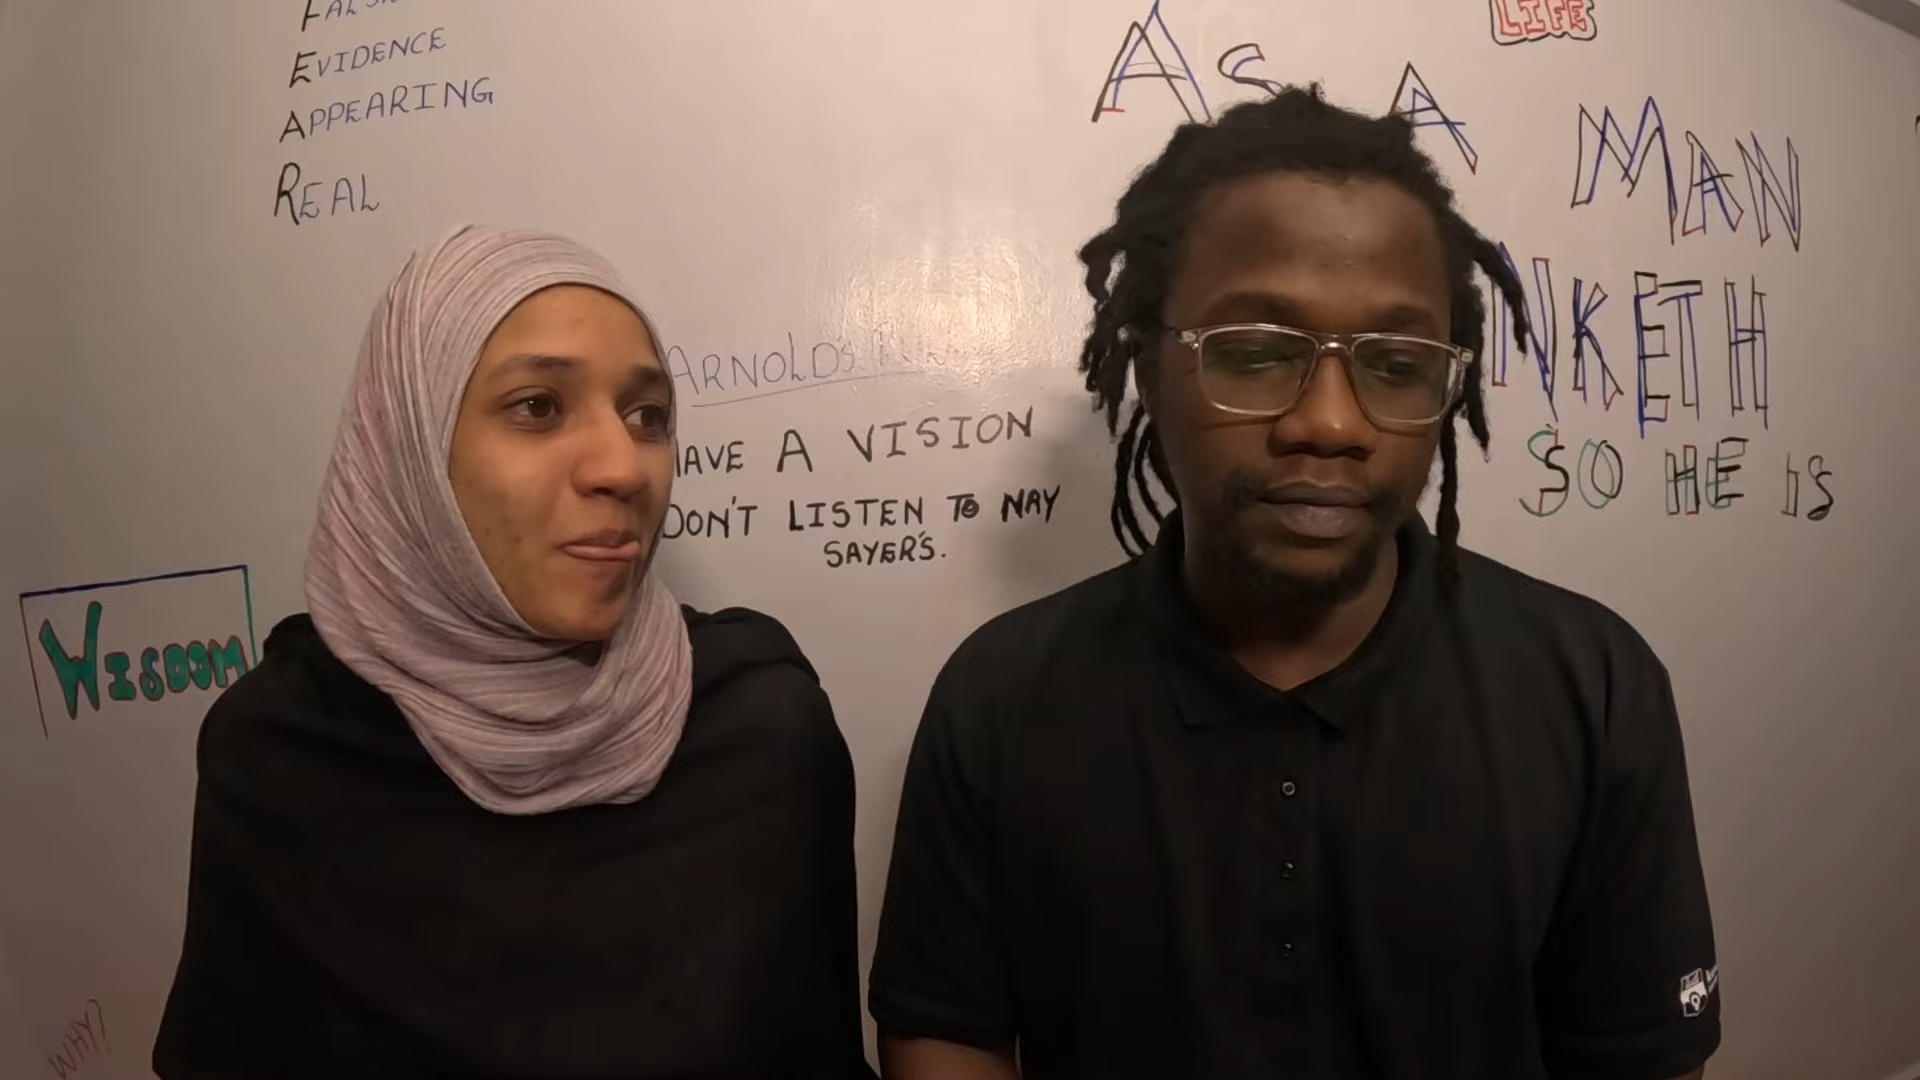 EVIDENCE
APPEARING
REAL
LIFE
AS A
MAN
NKETH
SO HE IS
ARNOLD'S
HAVE A VISION
DON'T LISTEN TO NAY
SAYER'S.
WISDOM
WHY?